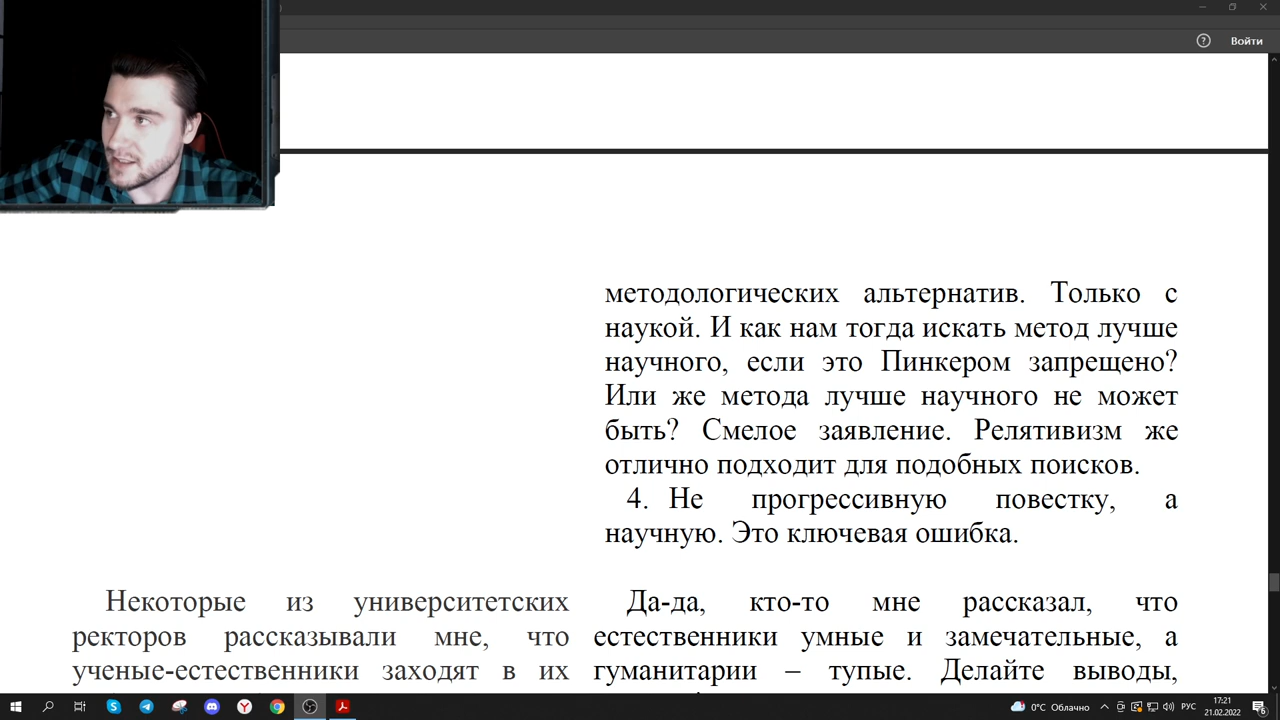 Войти
методологических альтернатив. Только с
наукой. И как нам тогда искать метод лучше
научного, если это Пинкером запрещено?
Или же метода лучше научного не может
быть? Смелое заявление. Релятивизм же
отлично подходит для подобных поисков.
4. Не прогрессивную повестку, а
научную. Это ключевая ошибка.
Некоторые из университетских
ректоров рассказывали мне, что
ученые-естественники заходят в их
Да-да, кто-то мне рассказал, что
естественники умные и замечательные, а
гуманитарии – тупые. Делайте выводы,
0°C Облачно
РУС
17:21
21.02.2022
6